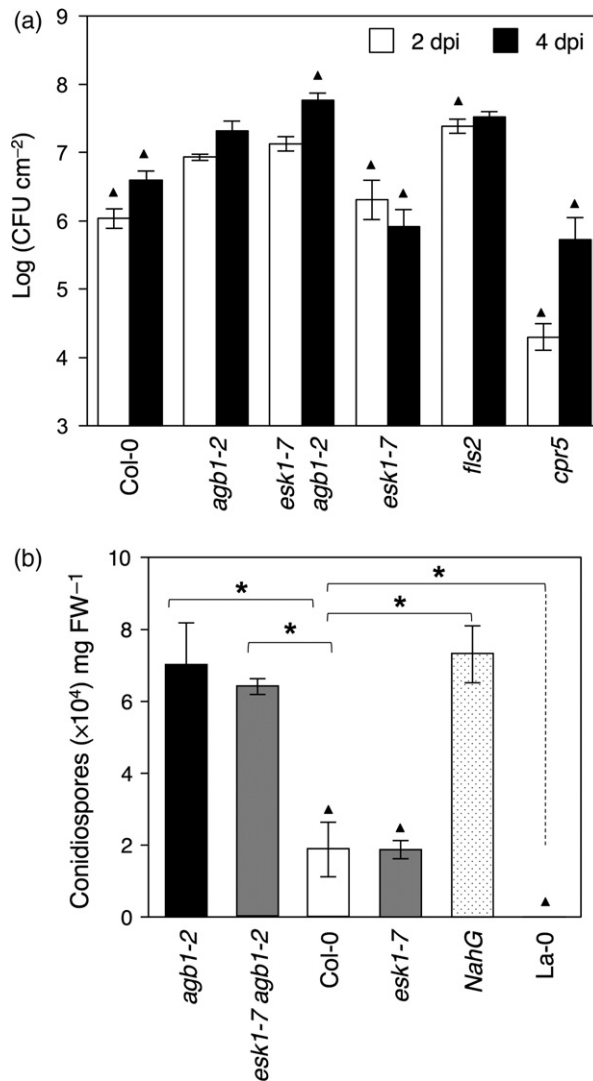 (a)
9
8
7
6
5
4
3
Log (CFU cm⁻²)
2 dpi
4 dpi
Col-0
agb1-2
esk1-7
agb1-2
esk1-7
fls2
cpr5
(b)
10
8
6
4
2
0
Conidiospores (×10⁴) mg FW⁻¹
*
*
*
*
agb1-2
esk1-7 agb1-2
Col-0
esk1-7
NahG
La-0